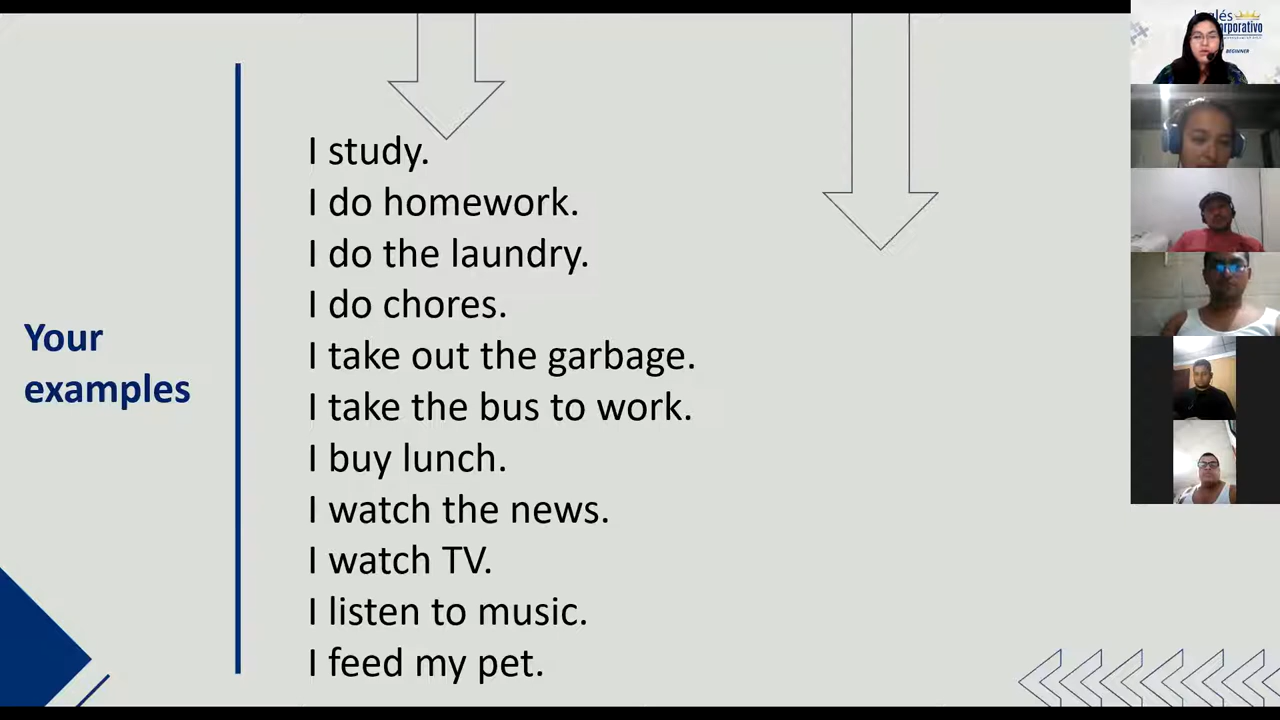 Your
examples
I study.
I do homework.
I do the laundry.
I do chores.
I take out the garbage.
I take the bus to work.
I buy lunch.
I watch the news.
I watch TV.
I listen to music.
I feed my pet.
BEGINNER